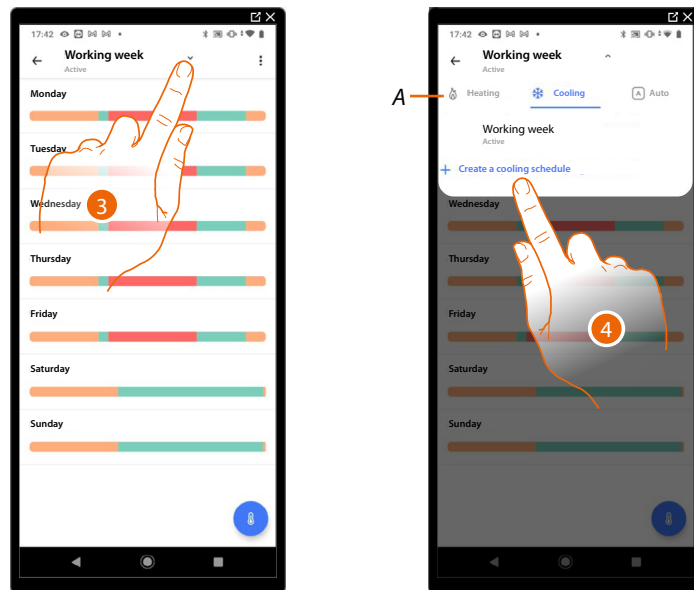 17:42
Working week
Active
Monday
Tuesday
Wednesday
3
Thursday
Friday
Saturday
Sunday
17:42
Working week
Active
A
Heating
Cooling
A Auto
Working week
Active
+ Create a cooling schedule
Wednesday
Thursday
Friday
4
Saturday
Sunday